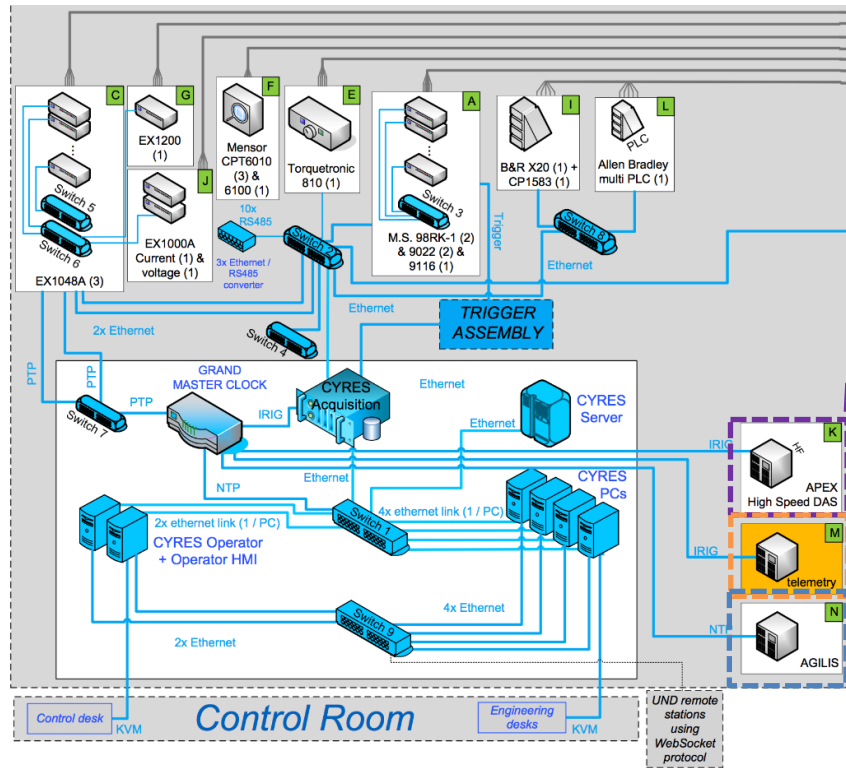 C
G
J
F
E
A
I
L
EX1200
(1)
Mensor
CPT6010
(3) &
6100 (1)
Torquetronic
810 (1)
B&R X20 (1) +
CP1583
PLC
Allen Bradley
multi PLC (1)
Switch 5
Switch 6
EX1048A (3)
EX1000A
Current (1) &
voltage (1)
10x
RS485
3x Ethernet /
RS485
converter
Switch 2
Switch 3
M.S. 98RK-1 (2)
& 9022 (2) &
9116 (1)
Trigger
Switch 8
Ethernet
2x Ethernet
Ethernet
Switch 4
TRIGGER
ASSEMBLY
PTP
PTP
PTP
Switch 7
GRAND
MASTER CLOCK
IRIG
CYRES
Acquisition
Ethernet
Ethernet
CYRES
Server
Ethernet
NTP
CYRES
PCs
2x ethernet link (1 / PC)
4x ethernet link (1 / PC)
Switch 1
CYRES Operator
+ Operator HMI
4x Ethernet
2x Ethernet
Switch 9
IRIG
K
HF
APEX
High Speed DAS
IRIG
M
telemetry
NTP
N
AGILIS
Control desk
KVM
Control Room
Engineering
desks
KVM
UND remote
stations
using
WebSocket
protocol